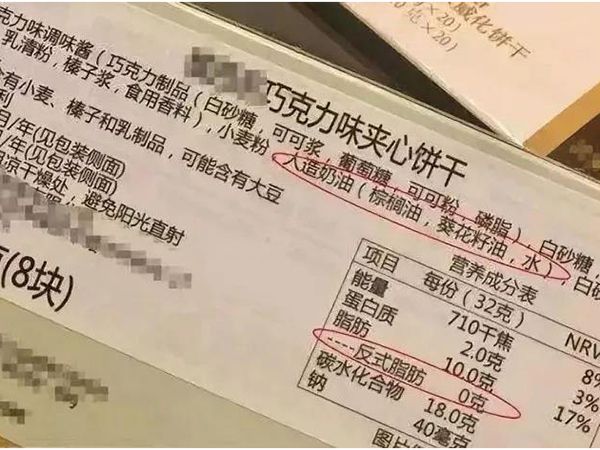 威化饼干
×20)
×20)
巧克力味夹心饼干
克力味调味酱（巧克力制品（白砂糖，可可浆，葡萄糖，可可粉，磷脂），白砂糖，
乳清粉，榛子浆，食用香料），小麦粉，人造奶油（棕榈油，葵花籽油，水），白砂
含有小麦、榛子和乳制品，可能含有大豆
利
月/年(见包装侧面)
月/年(见包装侧面)
凉干燥处
避免阳光直射
(8块)
营养成分表
项目 每份（32克） NRV
能量 710千焦 8%
蛋白质 2.0克 3%
脂肪 10.0克 17%
----反式脂肪 0克
碳水化合物 18.0克
钠 40毫克